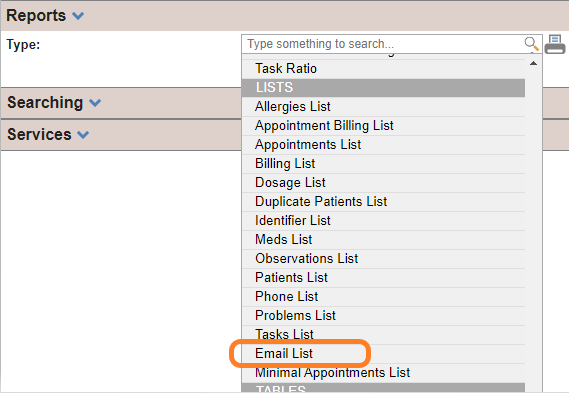 Reports
Type:
Type something to search...
Task Ratio
LISTS
Allergies List
Appointment Billing List
Appointments List
Billing List
Dosage List
Duplicate Patients List
Identifier List
Meds List
Observations List
Patients List
Phone List
Problems List
Tasks List
Email List
Minimal Appointments List
TABLES
Searching
Services